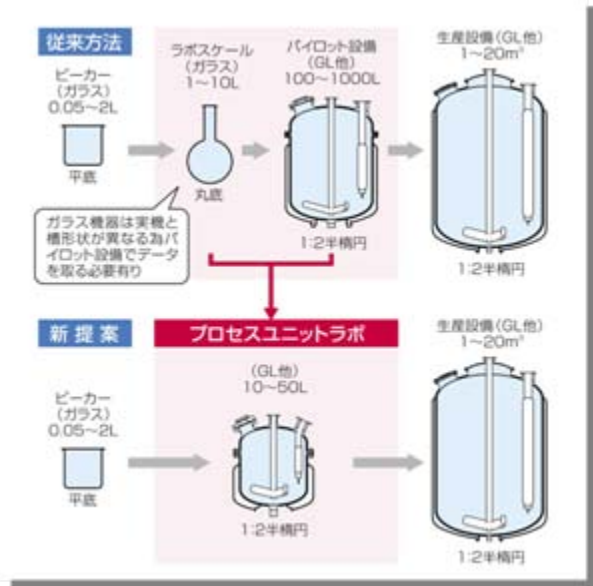 従来方法
ビーカー
(ガラス)
0.05〜2L
平底
ラボスケール
(ガラス)
1〜10L
丸底
パイロット設備
(GL他)
100〜1000L
1:2半楕円
生産設備(GL他)
1〜20m³
1:2半楕円
ガラス機器は実機と
槽形状が異なる為パ
イロット設備でデータ
を取る必要有り
新提案
プロセスユニットラボ
ビーカー
(ガラス)
0.05〜2L
平底
(GL他)
10〜50L
1:2半楕円
生産設備(GL他)
1〜20m³
1:2半楕円